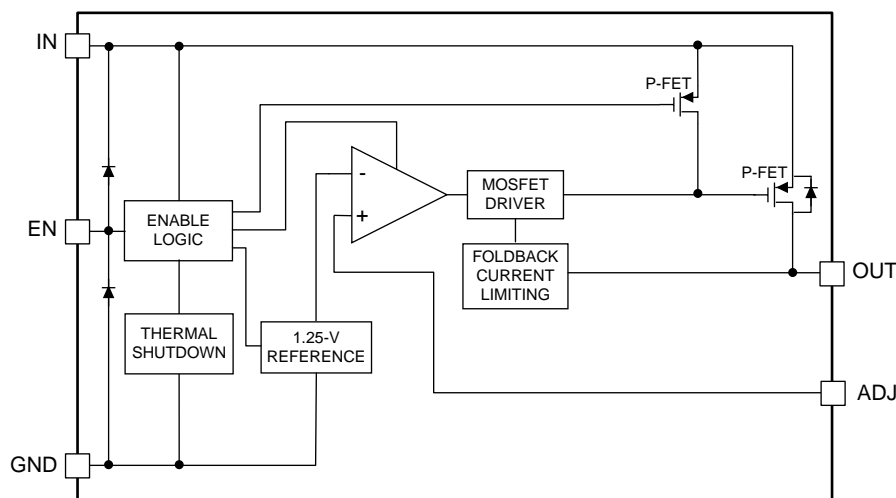 IN
P-FET
P-FET
-
MOSFET
DRIVER
EN
ENABLE
LOGIC
+
FOLDBACK
CURRENT
LIMITING
OUT
THERMAL
SHUTDOWN
1.25-V
REFERENCE
ADJ
GND